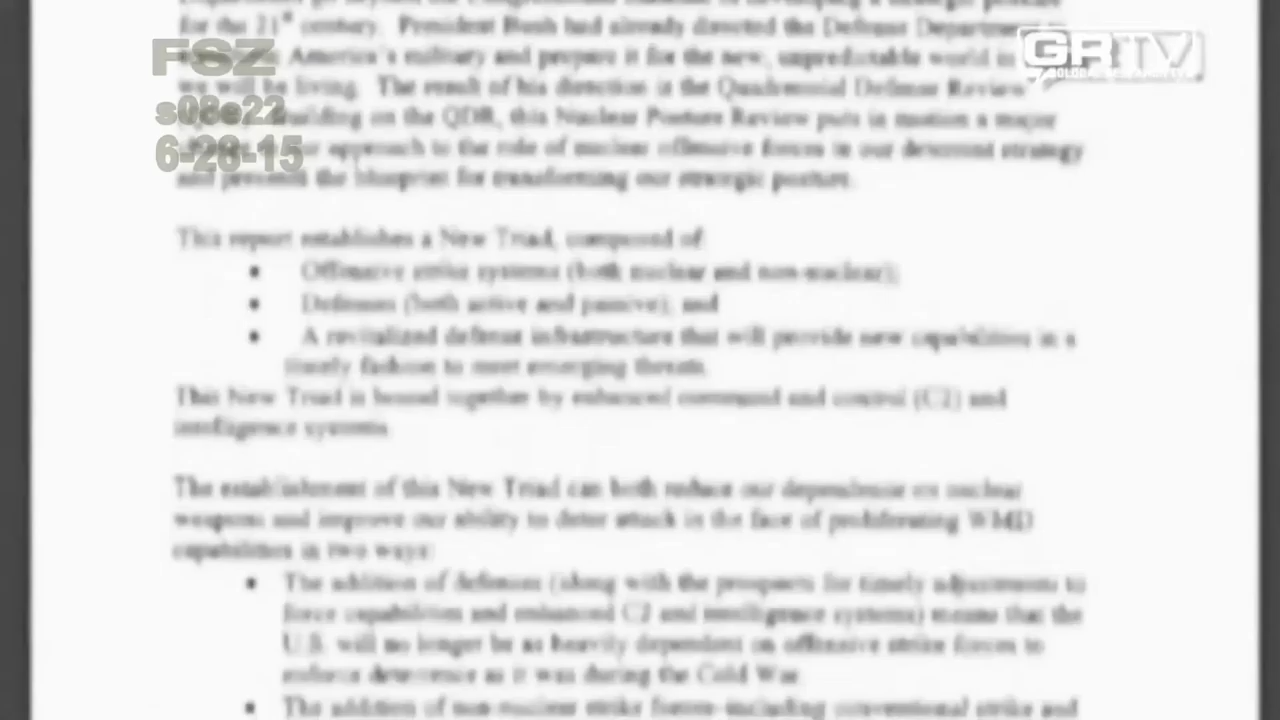 for the 21st century. President Bush had already directed the Defense Department
America's military and prepare it for the new, unpredictable world in
we will be living. The result of his direction is the Quadrennial Defense Review
building on the QDR, this Nuclear Posture Review puts in motion a major
our approach to the role of nuclear offensive forces in our deterrent strategy
and presents the blueprint for transforming our strategic posture.
FSZ
s08e22
6-28-15
GRTV
This report establishes a New Triad, composed of:
• Offensive strike systems (both nuclear and non-nuclear);
• Defenses (both active and passive); and
• A revitalized defense infrastructure that will provide new capabilities in a
timely fashion to meet emerging threats.
This New Triad is bound together by enhanced command and control (C2) and
intelligence systems.
The establishment of this New Triad can both reduce our dependence on nuclear
weapons and improve our ability to deter attack in the face of proliferating WMD
capabilities in two ways:
• The addition of defenses (along with the prospects for timely adjustments to
force capabilities and enhanced C2 and intelligence systems) means that the
U.S. will no longer be as heavily dependent on offensive strike forces to
enforce deterrence as it was during the Cold War.
• The addition of non-nuclear strike forces--including conventional strike and